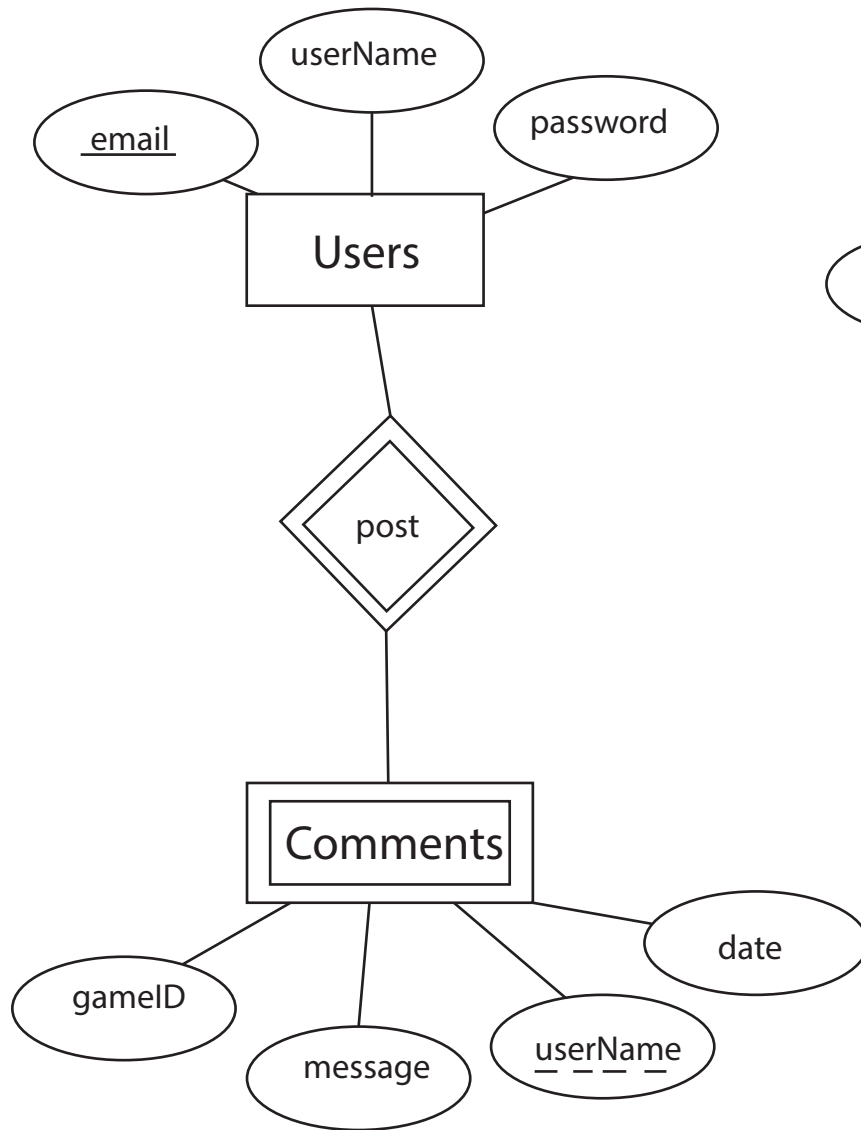 userName
email
password
Users
post
Comments
date
gameID
userName
message